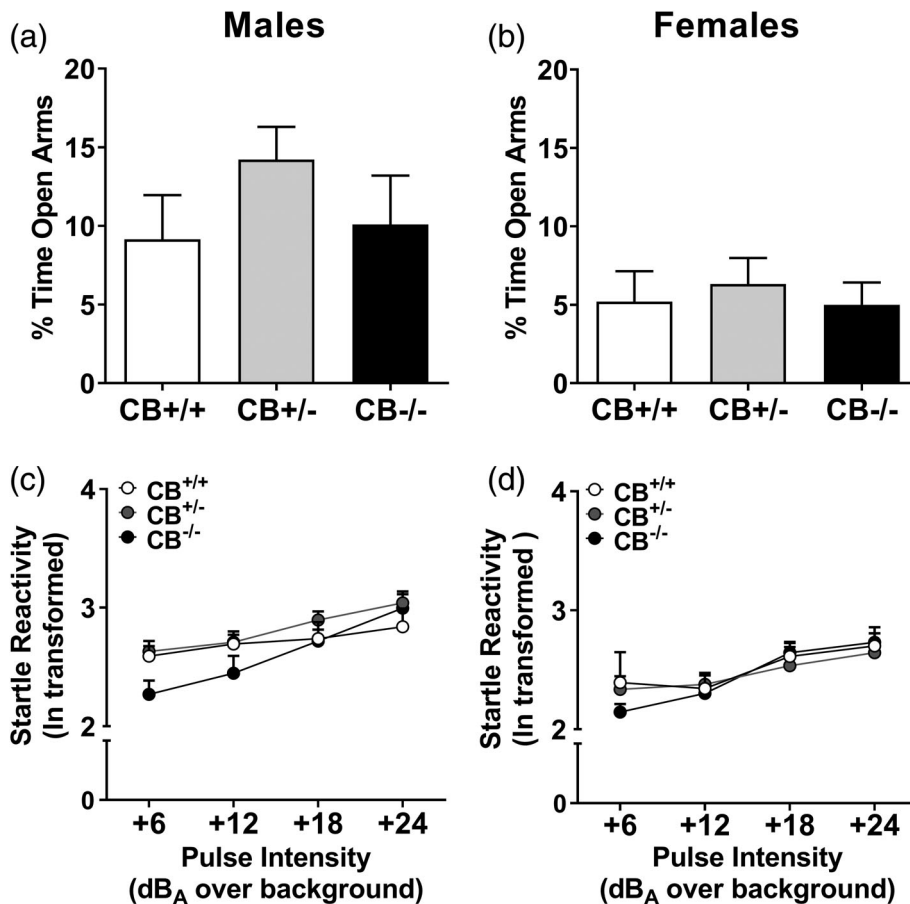 (a) Males
% Time Open Arms
20
15
10
5
0
CB+/+ CB+/- CB-/-
(b) Females
% Time Open Arms
20
15
10
5
0
CB+/+ CB+/- CB-/-
(c)
Startle Reactivity
(ln transformed)
4
3
2
0
CB+/+
CB+/-
CB-/-
+6 +12 +18 +24
Pulse Intensity
(dBA over background)
(d)
Startle Reactivity
(ln transformed )
4
3
2
0
CB+/+
CB+/-
CB-/-
+6 +12 +18 +24
Pulse Intensity
(dBA over background)